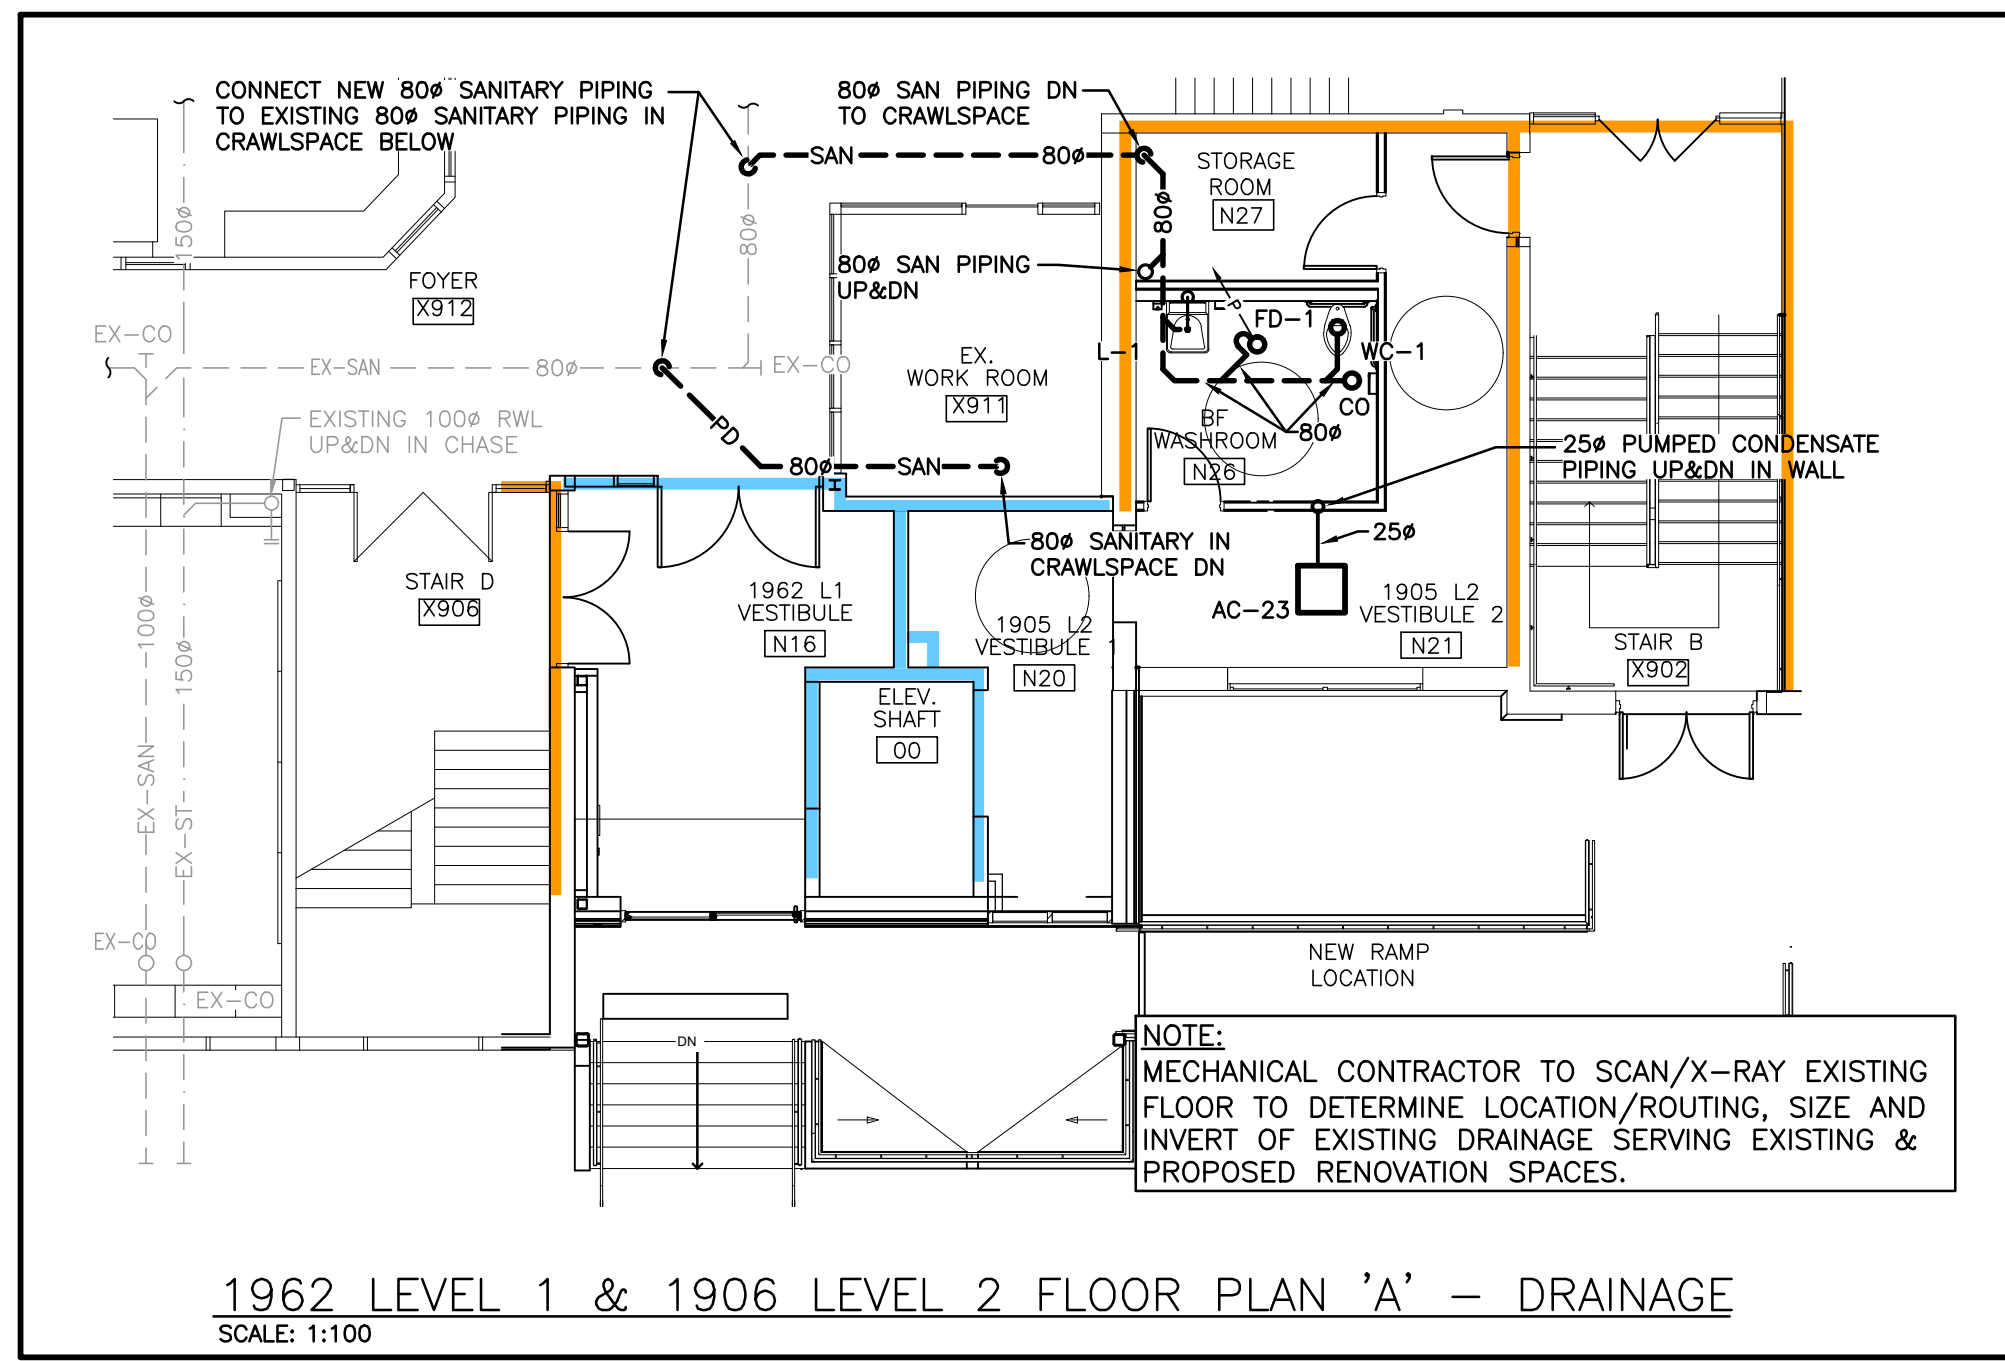 CONNECT NEW 80ø SANITARY PIPING
TO EXISTING 80ø SANITARY PIPING IN
CRAWLSPACE BELOW
80ø SAN PIPING DN
TO CRAWLSPACE
SAN
80ø
STORAGE
ROOM
N27
80ø
150ø
80ø
80ø SAN PIPING
UP&DN
FOYER
X912
EX-CO
EX-SAN
80ø
EX-CO
P
FD-1
L-1
WC-1
CO
EX.
WORK ROOM
X911
EXISTING 100ø RWL
UP&DN IN CHASE
PD
80ø
SAN
BF
WASHROOM
N26
80ø
25ø PUMPED CONDENSATE
PIPING UP&DN IN WALL
80ø SANITARY IN
CRAWLSPACE DN
25ø
STAIR D
X906
1962 L1
VESTIBULE
N16
1905 L2
VESTIBULE 1
N20
AC-23
1905 L2
VESTIBULE 2
N21
STAIR B
X902
100ø
150ø
EX-SAN
EX-ST
ELEV.
SHAFT
00
EX-CO
EX-CO
NEW RAMP
LOCATION
DN
NOTE:
MECHANICAL CONTRACTOR TO SCAN/X-RAY EXISTING
FLOOR TO DETERMINE LOCATION/ROUTING, SIZE AND
INVERT OF EXISTING DRAINAGE SERVING EXISTING &
PROPOSED RENOVATION SPACES.
1962 LEVEL 1 & 1906 LEVEL 2 FLOOR PLAN 'A' - DRAINAGE
SCALE: 1:100